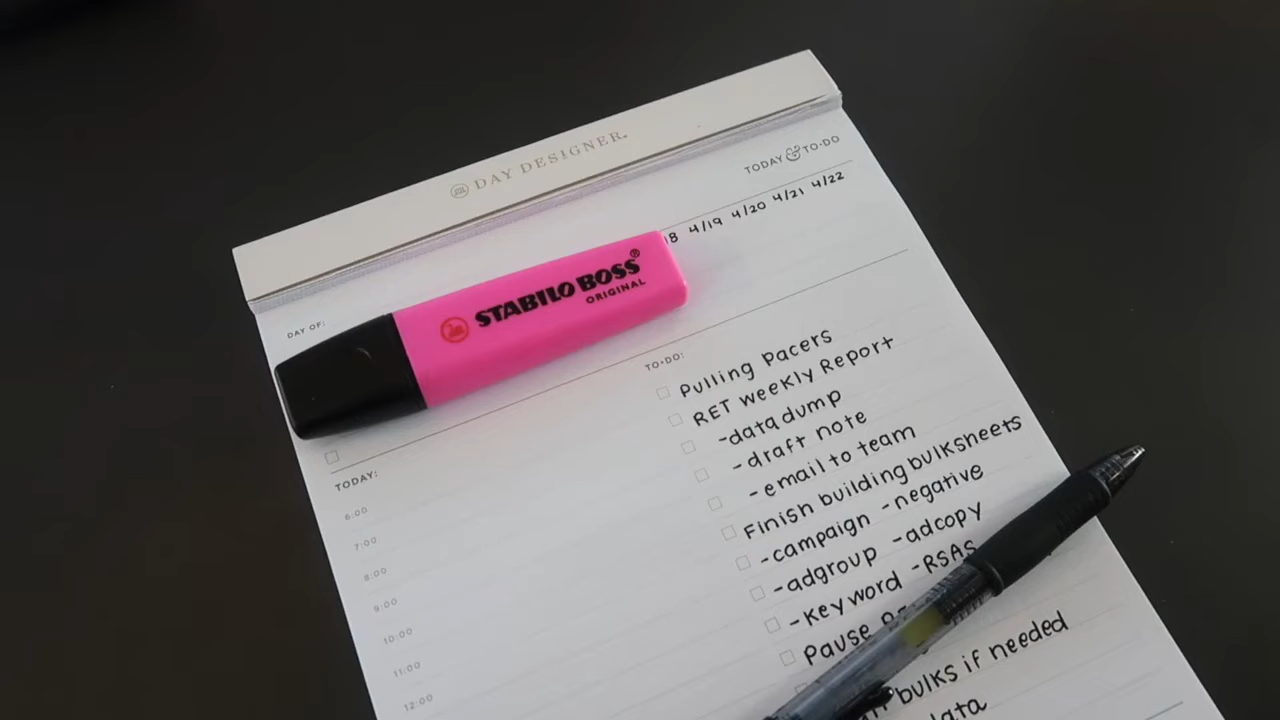 DAY DESIGNER.
TODAY & TO-DO
18 4/19 4/20 4/21 4/22
STABILO BOSS®
ORIGINAL
DAY OF:
TO-DO:
Pulling Pacers
RET weekly Report
-data dump
-draft note
-email to team
Finish building bulksheets
-campaign -negative
-adgroup -adcopy
-Keyword -RSAs
Pause
bulks if needed
data
TODAY:
6:00
7:00
8:00
9:00
10:00
11:00
12:00